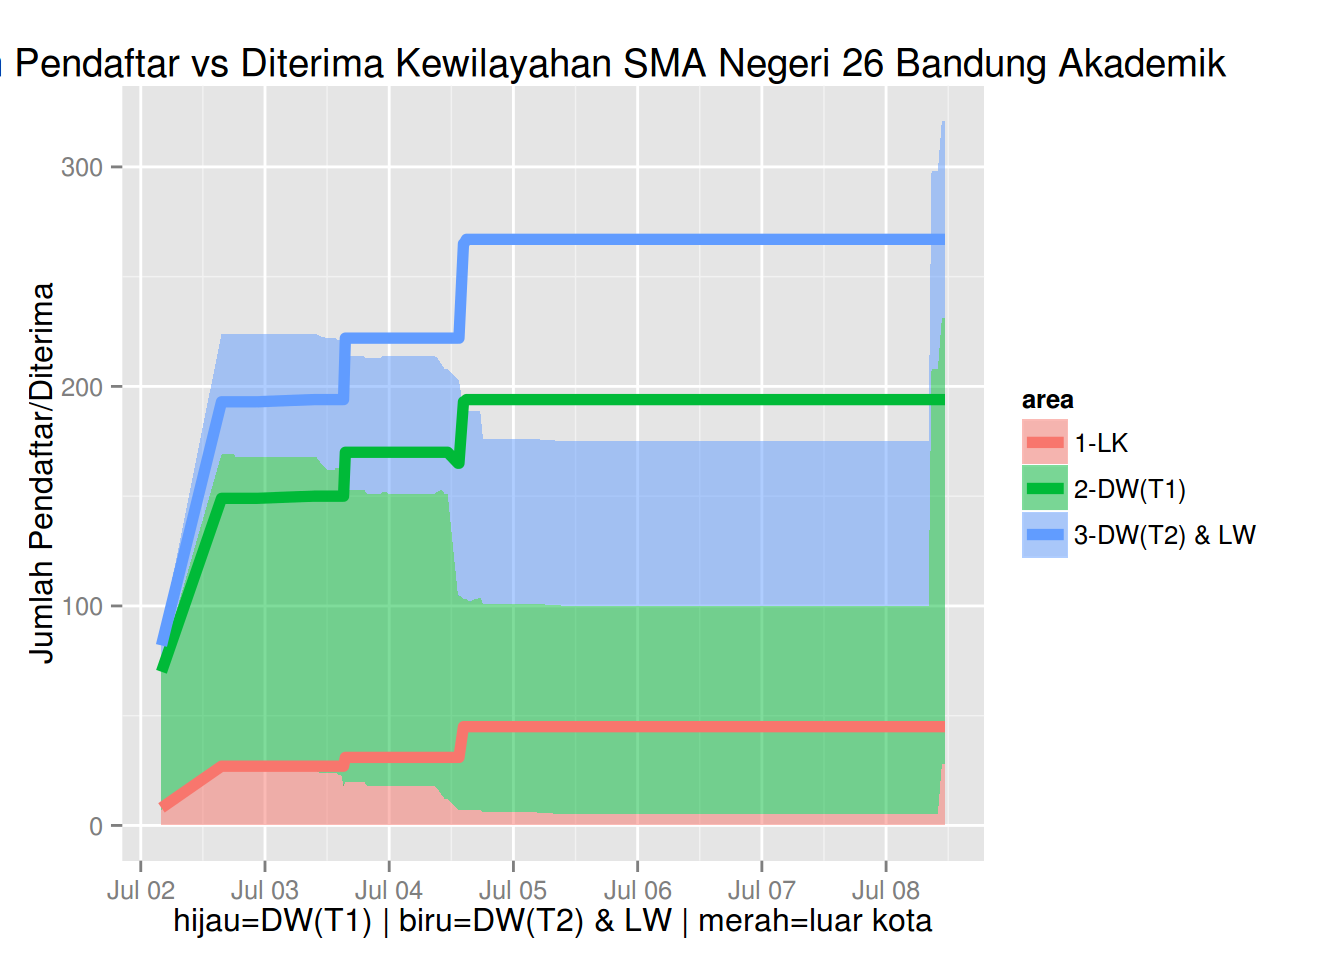 Pendaftar vs Diterima Kewilayahan SMA Negeri 26 Bandung Akademik
Jumlah Pendaftar/Diterima
300
200
100
0
Jul 02
Jul 03
Jul 04
Jul 05
Jul 06
Jul 07
Jul 08
hijau=DW(T1) | biru=DW(T2) & LW | merah=luar kota
area
1-LK
2-DW(T1)
3-DW(T2) & LW